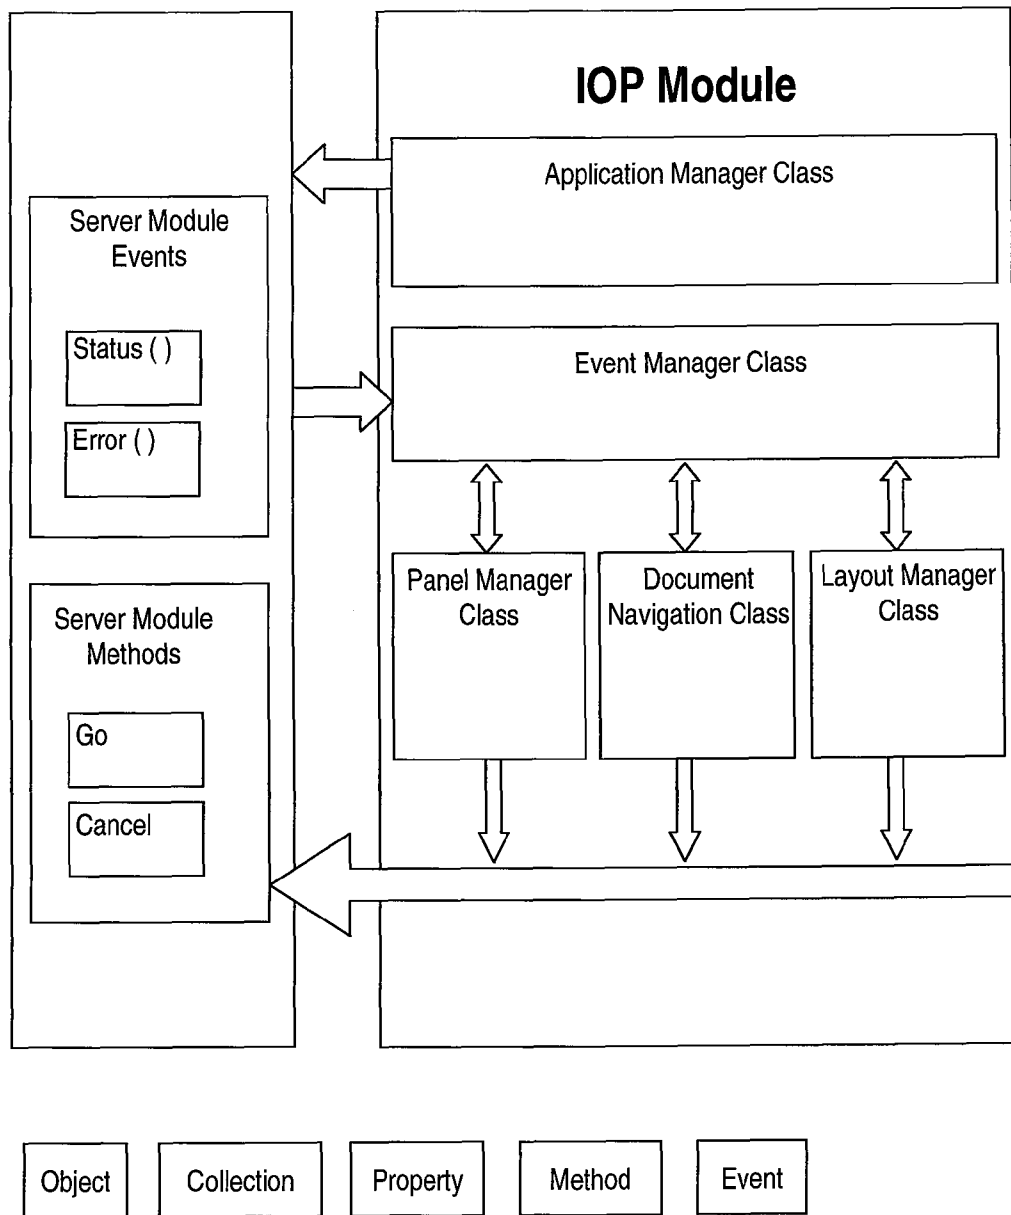 IOP Module
Application Manager Class
Server Module
Events
Status ( )
Error ( )
Event Manager Class
Panel Manager
Class
Document
Navigation Class
Layout Manager
Class
Server Module
Methods
Go
Cancel
Object
Collection
Property
Method
Event